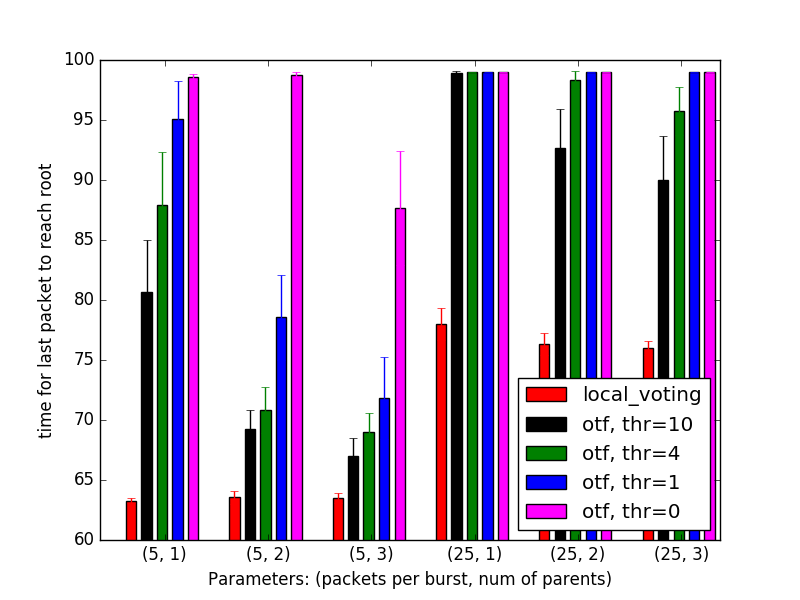 time for last packet to reach root
100
95
90
85
80
75
70
65
60
local_voting
otf, thr=10
otf, thr=4
otf, thr=1
otf, thr=0
(5, 1) (5, 2) (5, 3) (25, 1) (25, 2) (25, 3)
Parameters: (packets per burst, num of parents)